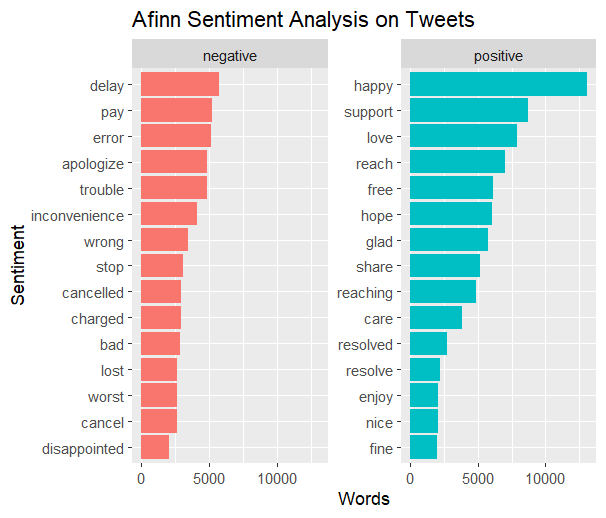 Afinn Sentiment Analysis on Tweets
negative
positive
Sentiment
delay
pay
error
apologize
trouble
inconvenience
wrong
stop
cancelled
charged
bad
lost
worst
cancel
disappointed
0 5000 10000
happy
support
love
reach
free
hope
glad
share
reaching
care
resolved
resolve
enjoy
nice
fine
0 5000 10000
Words